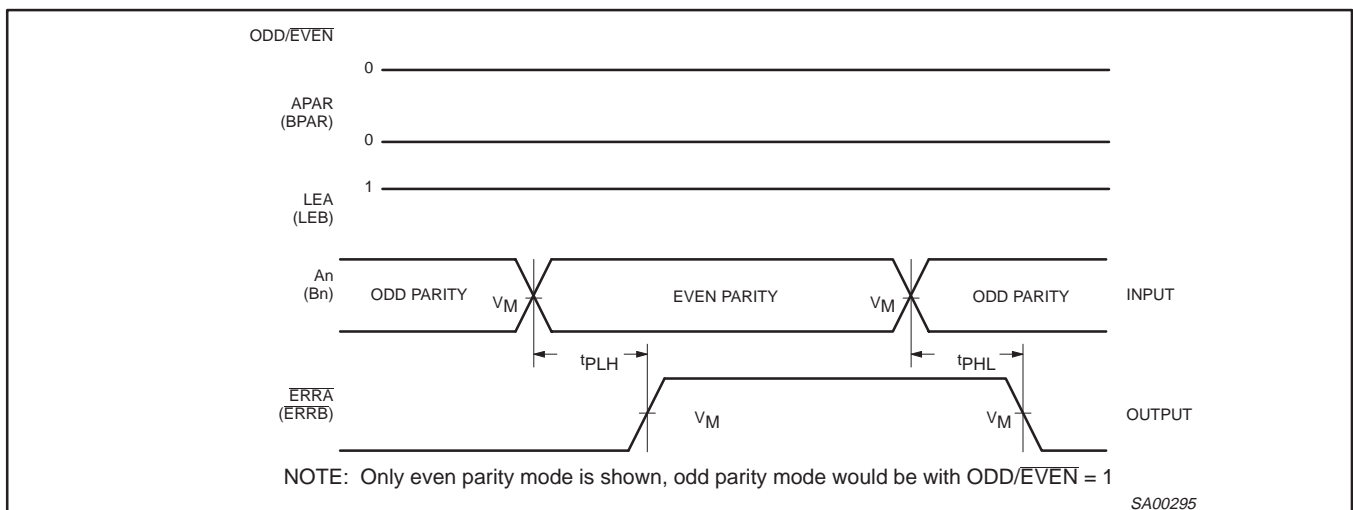 ODD/EVEN
0
APAR
(BPAR)
0
1
LEA
(LEB)
An
(Bn)
ODD PARITY
VM
EVEN PARITY
VM
ODD PARITY
INPUT
tPLH
tPHL
ERRA
(ERRB)
VM
VM
OUTPUT
NOTE: Only even parity mode is shown, odd parity mode would be with ODD/EVEN = 1
SA00295